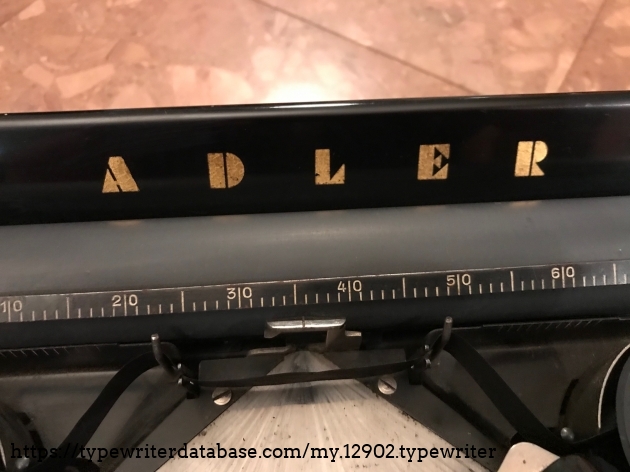 ADLER
10 20 30 40 50 60
https://typewriterdatabase.com/my.12902.typewriter